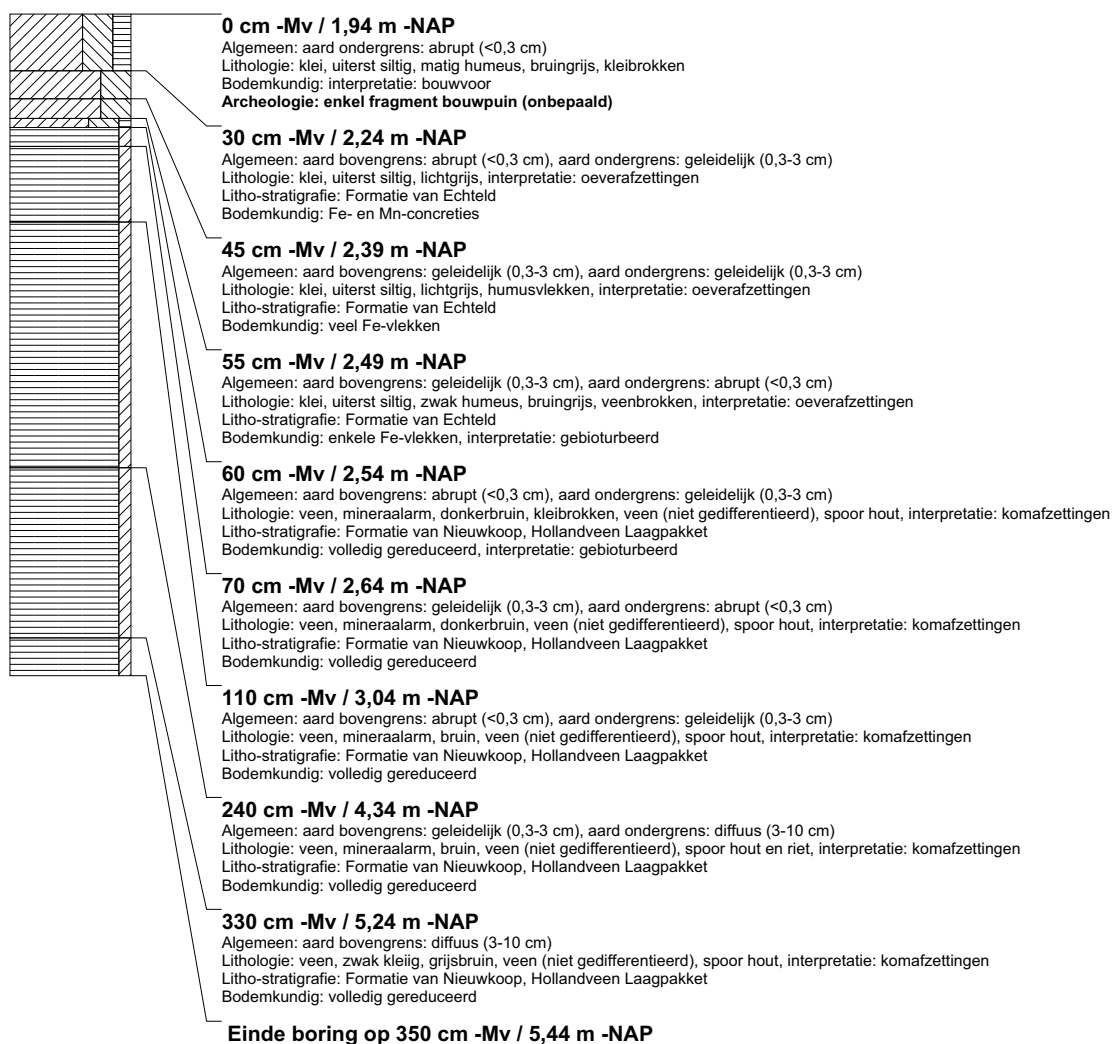 0 cm -Mv / 1,94 m -NAP
Algemeen: aard ondergrens: abrupt (<0,3 cm)
Lithologie: klei, uiterst siltig, matig humeus, bruingrijs, kleibrokken
Bodemkundig: interpretatie: bouwvoor
Archeologie: enkel fragment bouwpuin (onbepaald)
30 cm -Mv / 2,24 m -NAP
Algemeen: aard bovengrens: abrupt (<0,3 cm), aard ondergrens: geleidelijk (0,3-3 cm)
Lithologie: klei, uiterst siltig, lichtgrijs, interpretatie: oeverafzettingen
Litho-stratigrafie: Formatie van Echteld
Bodemkundig: Fe- en Mn-concreties
45 cm -Mv / 2,39 m -NAP
Algemeen: aard bovengrens: geleidelijk (0,3-3 cm), aard ondergrens: geleidelijk (0,3-3 cm)
Lithologie: klei, uiterst siltig, lichtgrijs, humusvlekken, interpretatie: oeverafzettingen
Litho-stratigrafie: Formatie van Echteld
Bodemkundig: veel Fe-vlekken
55 cm -Mv / 2,49 m -NAP
Algemeen: aard bovengrens: geleidelijk (0,3-3 cm), aard ondergrens: abrupt (<0,3 cm)
Lithologie: klei, uiterst siltig, zwak humeus, bruingrijs, veenbrokken, interpretatie: oeverafzettingen
Litho-stratigrafie: Formatie van Echteld
Bodemkundig: enkele Fe-vlekken, interpretatie: gebioturbeerd
60 cm -Mv / 2,54 m -NAP
Algemeen: aard bovengrens: abrupt (<0,3 cm), aard ondergrens: geleidelijk (0,3-3 cm)
Lithologie: veen, mineraalarm, donkerbruin, kleibrokken, veen (niet gedifferentieerd), spoor hout, interpretatie: komafzettingen
Litho-stratigrafie: Formatie van Nieuwkoop, Hollandveen Laagpakket
Bodemkundig: volledig gereduceerd, interpretatie: gebioturbeerd
70 cm -Mv / 2,64 m -NAP
Algemeen: aard bovengrens: geleidelijk (0,3-3 cm), aard ondergrens: abrupt (<0,3 cm)
Lithologie: veen, mineraalarm, donkerbruin, veen (niet gedifferentieerd), spoor hout, interpretatie: komafzettingen
Litho-stratigrafie: Formatie van Nieuwkoop, Hollandveen Laagpakket
Bodemkundig: volledig gereduceerd
110 cm -Mv / 3,04 m -NAP
Algemeen: aard bovengrens: abrupt (<0,3 cm), aard ondergrens: geleidelijk (0,3-3 cm)
Lithologie: veen, mineraalarm, bruin, veen (niet gedifferentieerd), spoor hout, interpretatie: komafzettingen
Litho-stratigrafie: Formatie van Nieuwkoop, Hollandveen Laagpakket
Bodemkundig: volledig gereduceerd
240 cm -Mv / 4,34 m -NAP
Algemeen: aard bovengrens: geleidelijk (0,3-3 cm), aard ondergrens: diffuus (3-10 cm)
Lithologie: veen, mineraalarm, bruin, veen (niet gedifferentieerd), spoor hout en riet, interpretatie: komafzettingen
Litho-stratigrafie: Formatie van Nieuwkoop, Hollandveen Laagpakket
Bodemkundig: volledig gereduceerd
330 cm -Mv / 5,24 m -NAP
Algemeen: aard bovengrens: diffuus (3-10 cm)
Lithologie: veen, zwak kleiig, grijsbruin, veen (niet gedifferentieerd), spoor hout, interpretatie: komafzettingen
Litho-stratigrafie: Formatie van Nieuwkoop, Hollandveen Laagpakket
Bodemkundig: volledig gereduceerd
Einde boring op 350 cm -Mv / 5,44 m -NAP